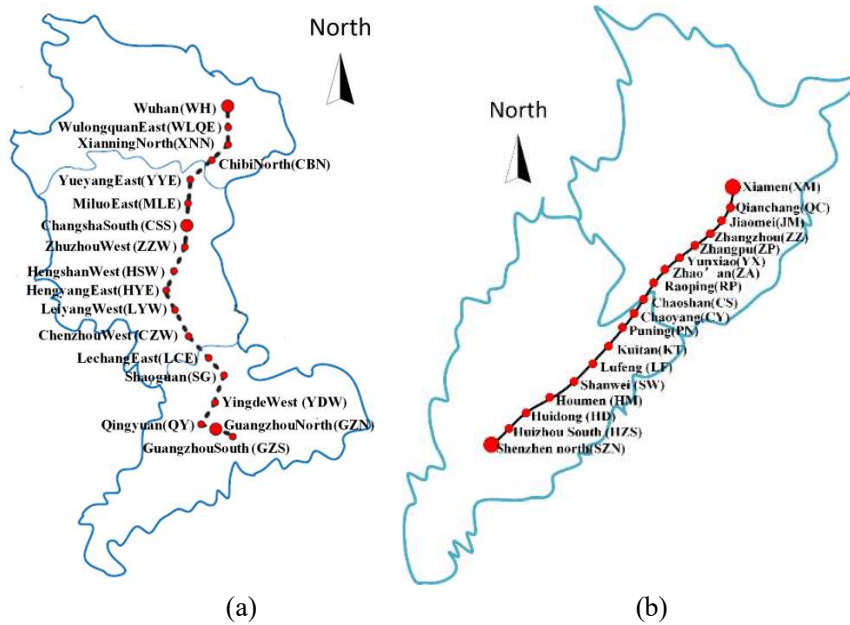 North
Wuhan(WH)
WulongquanEast(WLQE)
XianningNorth(XNN)
ChibiNorth(CBN)
YueyangEast(YYE)
MiluoEast(MLE)
ChangshaSouth(CSS)
ZhuzhouWest(ZZW)
HengshanWest(HSW)
HengyangEast(HYE)
LeiyangWest(LYW)
ChenzhouWest(CZW)
LechangEast(LCE)
Shaoguan(SG)
YingdeWest (YDW)
Qingyuan(QY)
GuangzhouNorth(GZN)
GuangzhouSouth (GZS)
(a)
North
Xiamen(XM)
Qianchang(QC)
Jiaomei(JM)
Zhangzhou(ZZ)
Zhangpu(ZP)
Yunxiao(YX)
Zhao’an(ZA)
Raoping(RP)
Chaoshan(CS)
Chaoyang(CY)
Puning(PN)
Kuitan(KT)
Lufeng (LF)
Shanwei (SW)
Houmen (HM)
Huidong (HD)
Huizhou South (HZS)
Shenzhen north(SZN)
(b)